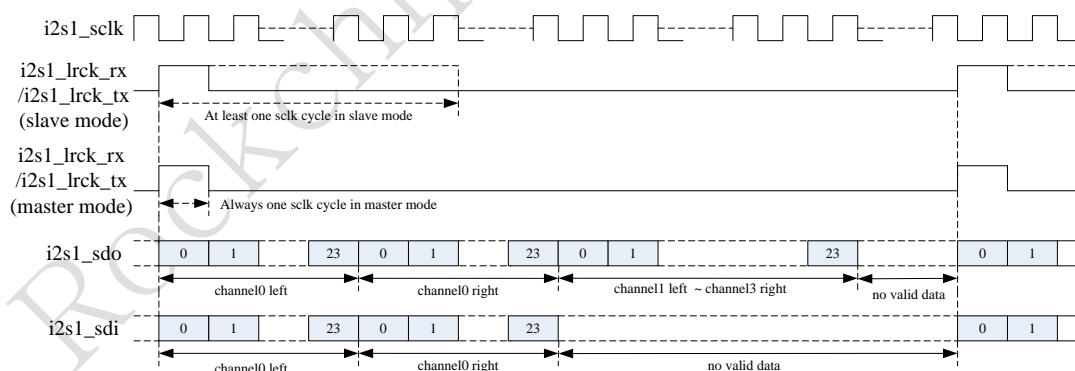 i2s1_sclk
i2s1_lrck_rx
/i2s1_lrck_tx
(slave mode)
At least one sclk cycle in slave mode
i2s1_lrck_rx
/i2s1_lrck_tx
(master mode)
Always one sclk cycle in master mode
i2s1_sdo
0 1 23 0 1 23 0 1 23 0 1
channel0 left channel0 right channel1 left ~ channel3 right no valid data
i2s1_sdi
0 1 23 0 1 23 0 1
channel0 left channel0 right no valid data
Rockch